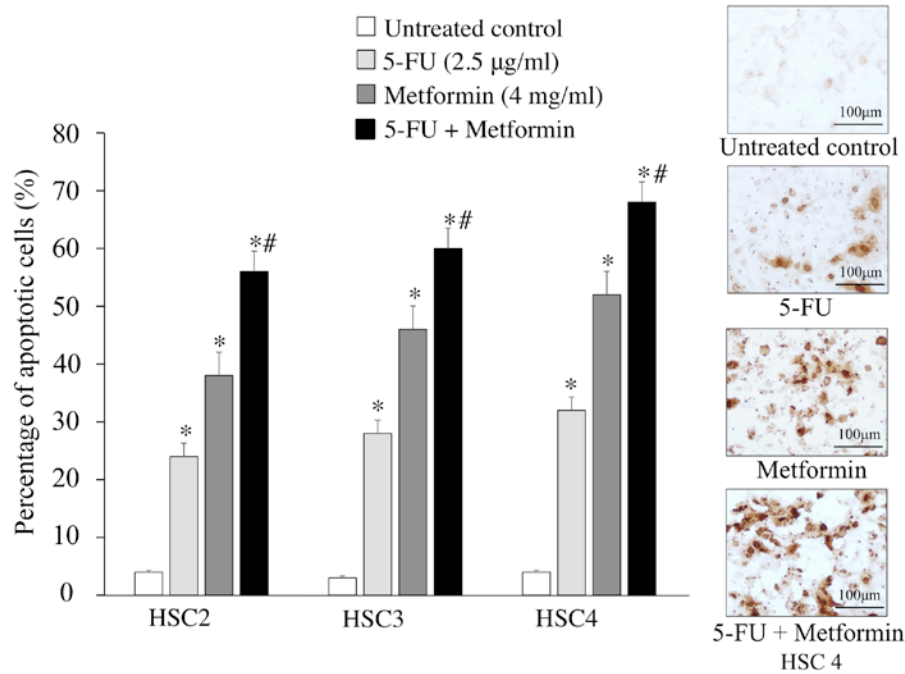 Untreated control
5-FU (2.5 μg/ml)
Metformin (4 mg/ml)
5-FU + Metformin
Percentage of apoptotic cells (%)
80
70
60
50
40
30
20
10
0
*
*
*#
*
*
*#
*
*
*#
HSC2
HSC3
HSC4
100μm
Untreated control
100μm
5-FU
100μm
Metformin
100μm
5-FU + Metformin
HSC 4